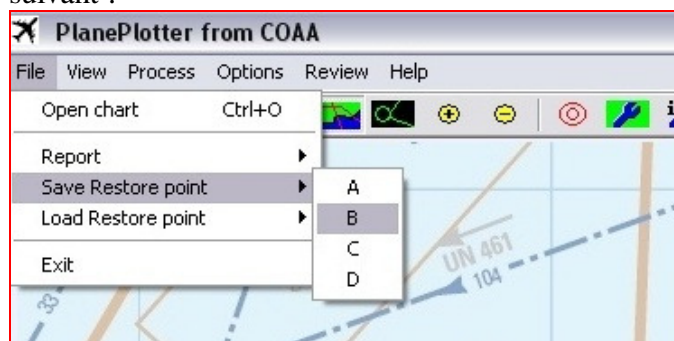 suivant :
PlanePlotter from COAA
File View Process Options Review Help
Open chart Ctrl+O
Report
Save Restore point
Load Restore point
Exit
A
B
C
D
UN 461
104
33